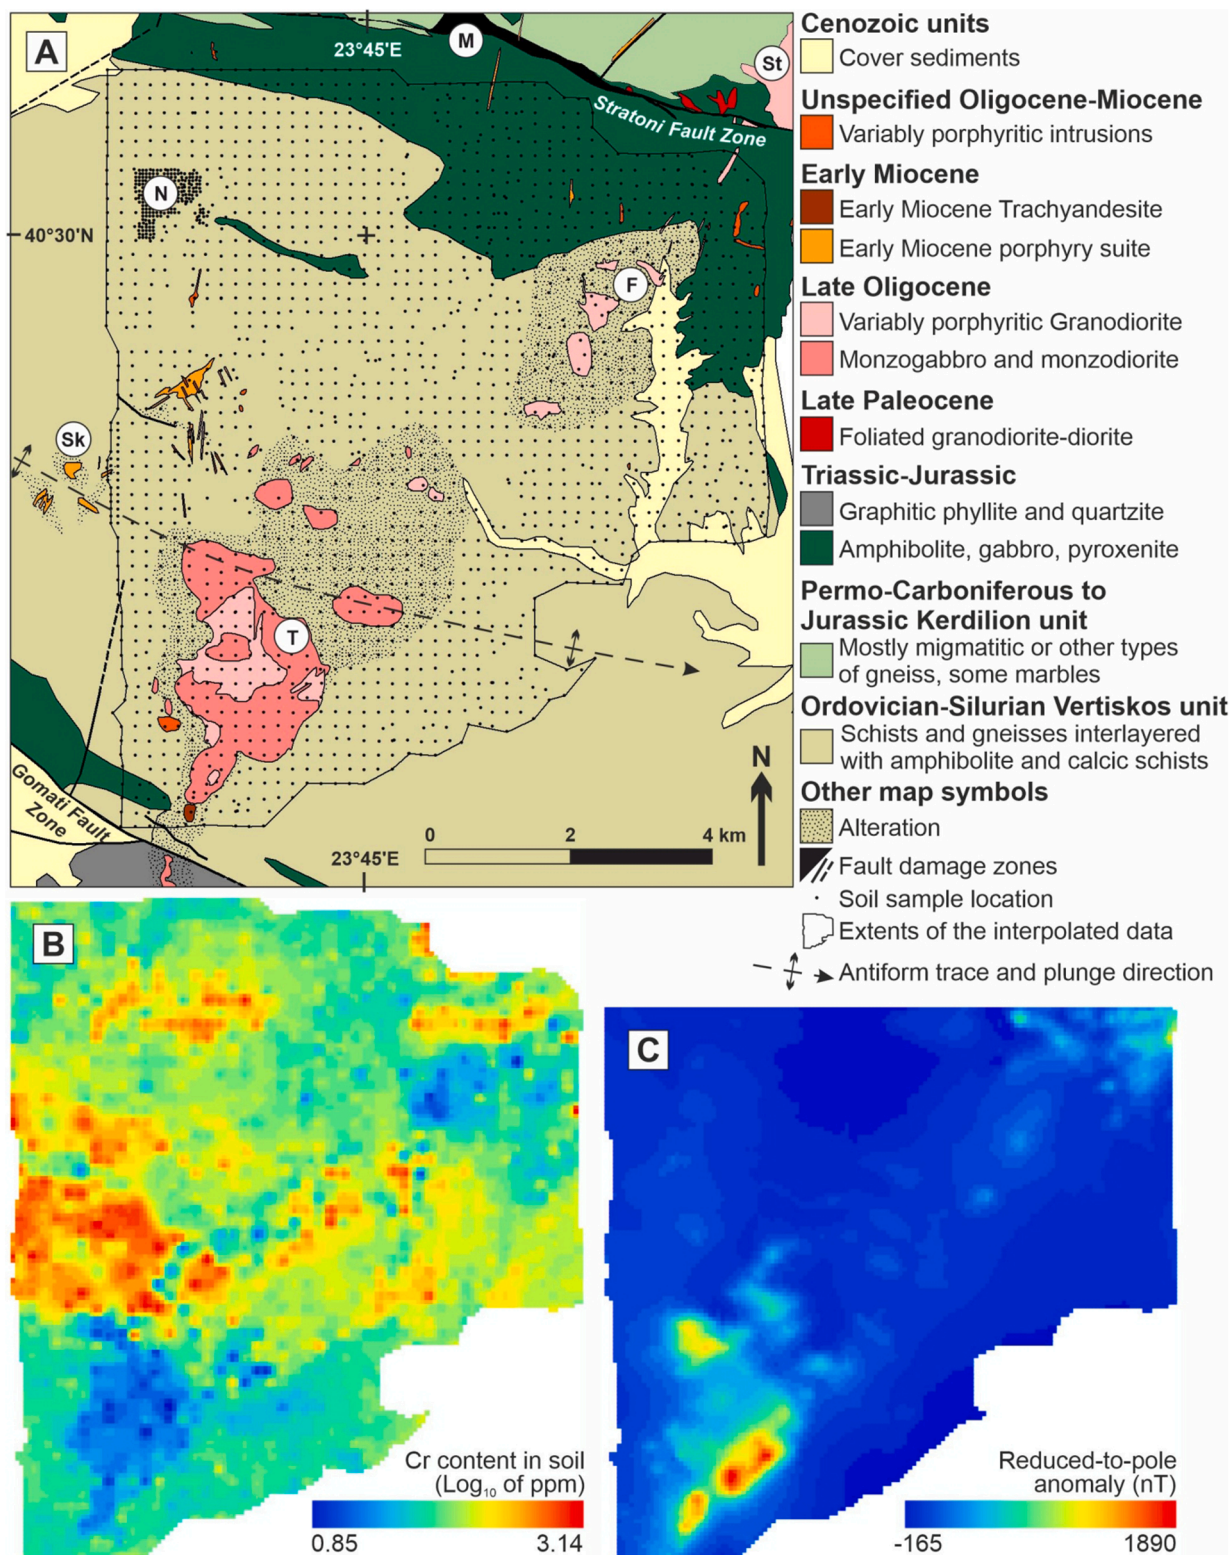 A
23°45'E
M
St
Stratoni Fault Zone
N
40°30'N
F
Sk
T
Gomati Fault
Zone
N
0 2 4 km
23°45'E
Cenozoic units
Cover sediments
Unspecified Oligocene-Miocene
Variably porphyritic intrusions
Early Miocene
Early Miocene Trachyandesite
Early Miocene porphyry suite
Late Oligocene
Variably porphyritic Granodiorite
Monzogabbro and monzodiorite
Late Paleocene
Foliated granodiorite-diorite
Triassic-Jurassic
Graphitic phyllite and quartzite
Amphibolite, gabbro, pyroxenite
Permo-Carboniferous to
Jurassic Kerdilion unit
Mostly migmatitic or other types
of gneiss, some marbles
Ordovician-Silurian Vertiskos unit
Schists and gneisses interlayered
with amphibolite and calcic schists
Other map symbols
Alteration
Fault damage zones
Soil sample location
Extents of the interpolated data
Antiform trace and plunge direction
B
Cr content in soil
(Log₁₀ of ppm)
0.85 3.14
C
Reduced-to-pole
anomaly (nT)
-165 1890